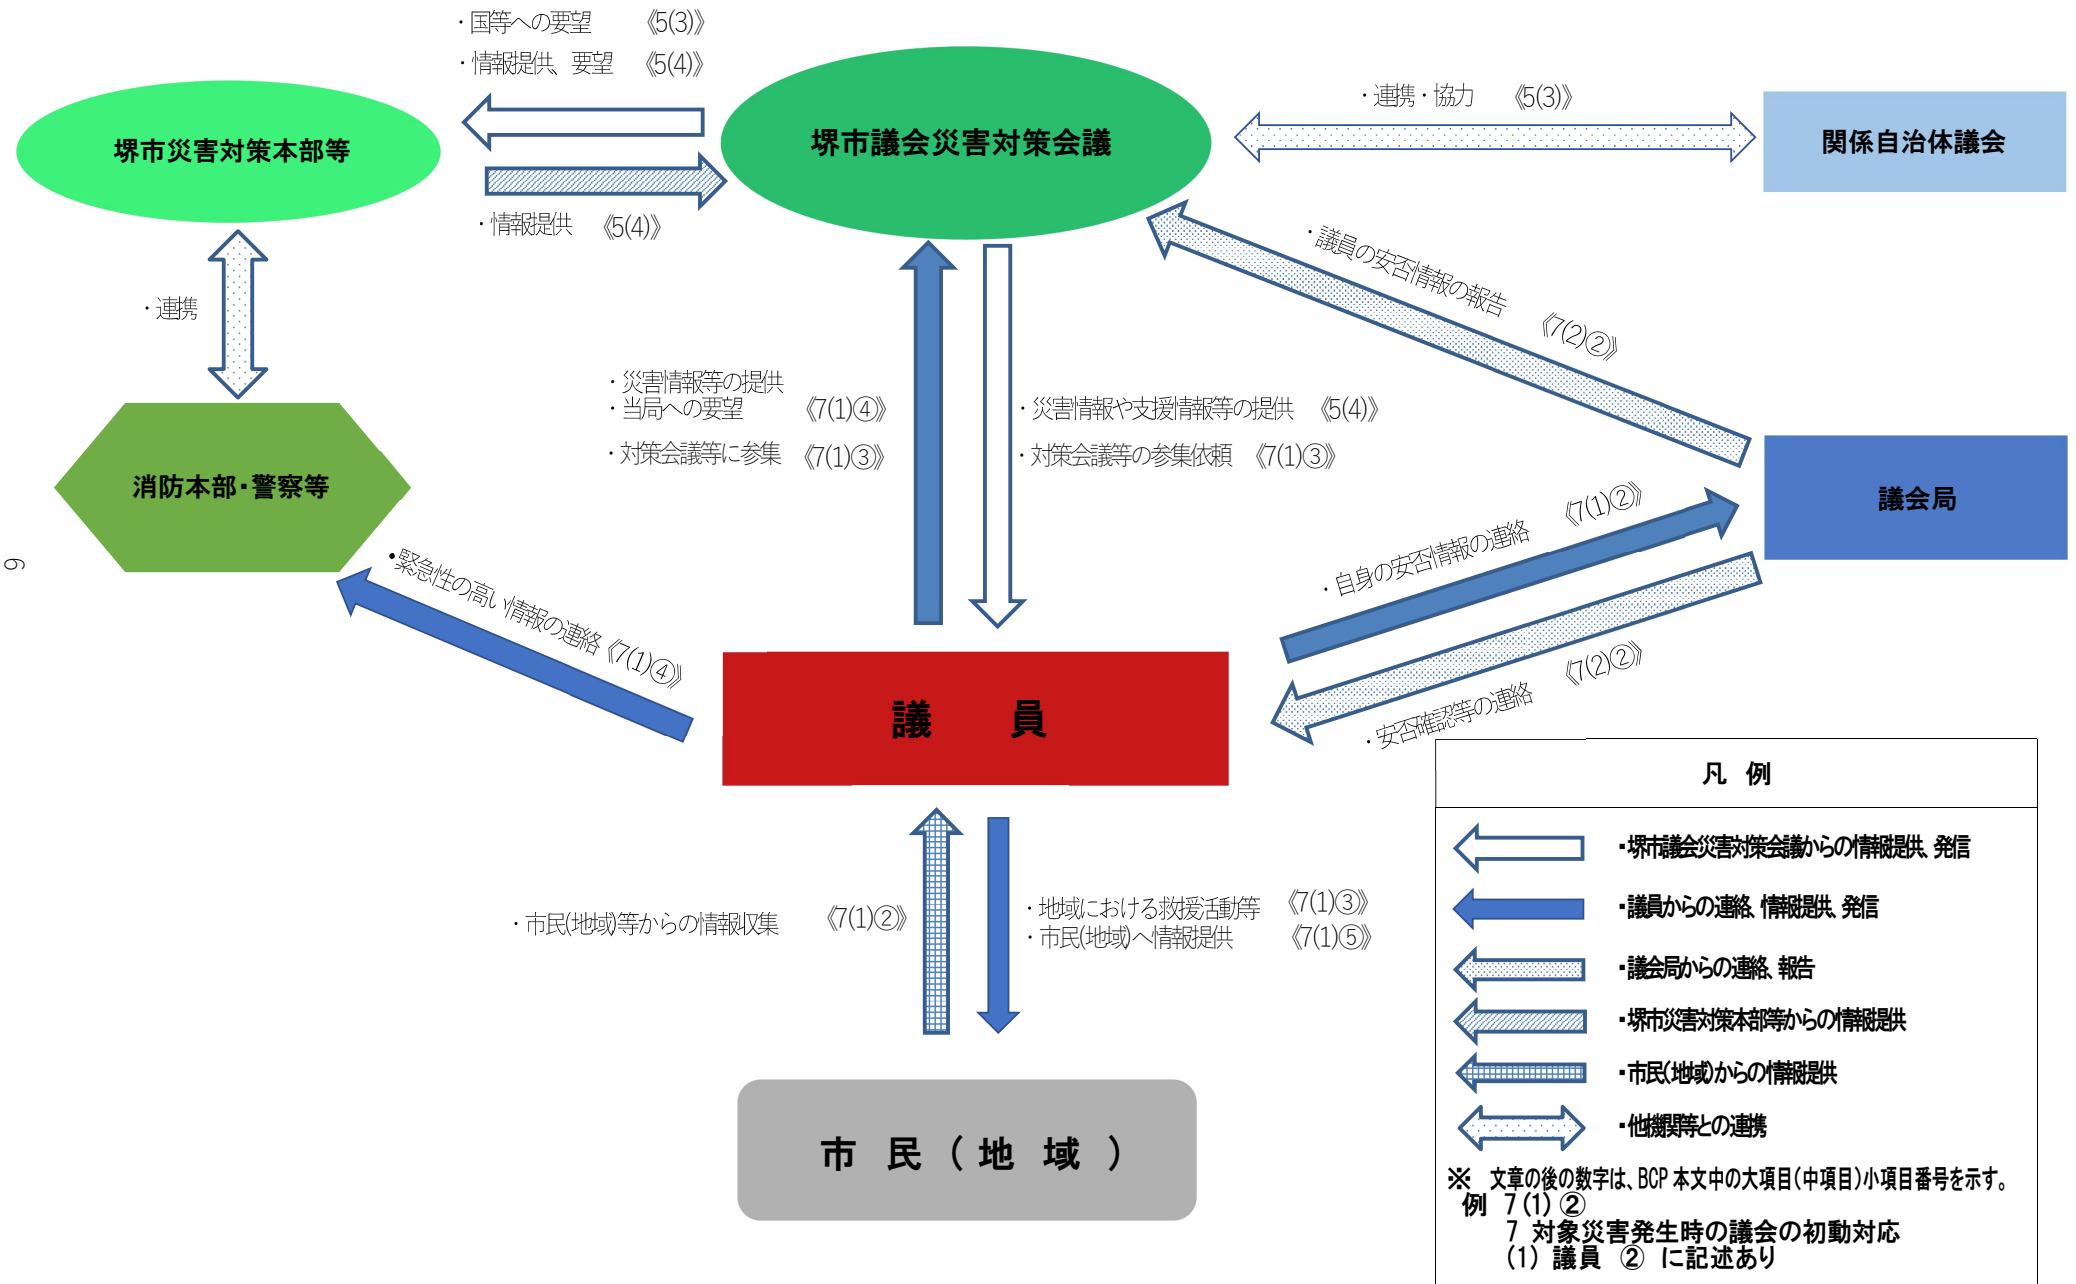 ・国等への要望 《5(3)》
・情報提供、要望 《5(4)》
堺市災害対策本部等
堺市議会災害対策会議
・連携・協力 《5(3)》
関係自治体議会
・情報提供 《5(4)》
・連携
・議員の安否情報の報告 《7(2)②》
・災害情報等の提供
・当局への要望 《7(1)④》
・対策会議等に参集 《7(1)③》
・災害情報や支援情報等の提供 《5(4)》
・対策会議等の参集依頼 《7(1)③》
消防本部・警察等
議会局
・自身の安否情報の連絡 《7(1)②》
・緊急性の高い情報の連絡《7(1)④》
・安否確認等の連絡 《7(2)②》
議 員
9
・市民(地域)等からの情報収集 《7(1)②》
・地域における救援活動等 《7(1)③》
・市民(地域)へ情報提供 《7(1)⑤》
市 民 ( 地 域 )
凡 例
・堺市議会災害対策会議からの情報提供、発信
・議員からの連絡、情報提供、発信
・議会局からの連絡、報告
・堺市災害対策本部等からの情報提供
・市民(地域)からの情報提供
・他機関等との連携
※ 文章の後の数字は、BCP 本文中の大項目(中項目)小項目番号を示す。
例 7(1)②
7 対象災害発生時の議会の初動対応
(1) 議員 ② に記述あり